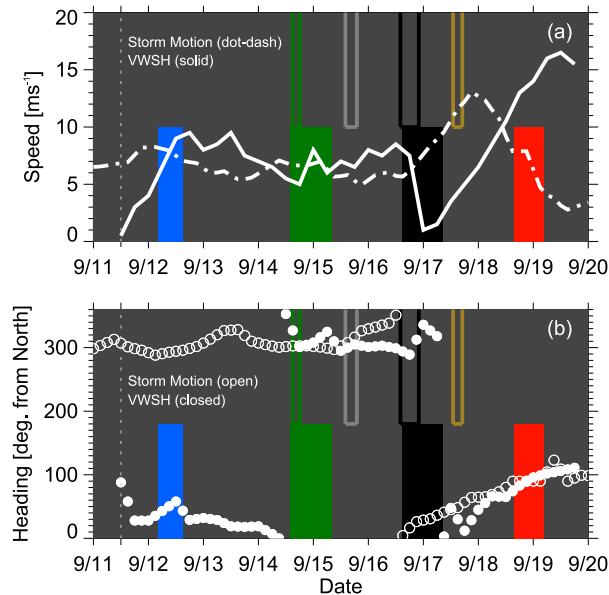 20
15
10
5
0
Speed [ms⁻¹]
(a)
Storm Motion (dot-dash)
VWSH (solid)
9/11 9/12 9/13 9/14 9/15 9/16 9/17 9/18 9/19 9/20
300
200
100
0
Heading [deg. from North]
(b)
Storm Motion (open)
VWSH (closed)
9/11 9/12 9/13 9/14 9/15 9/16 9/17 9/18 9/19 9/20
Date